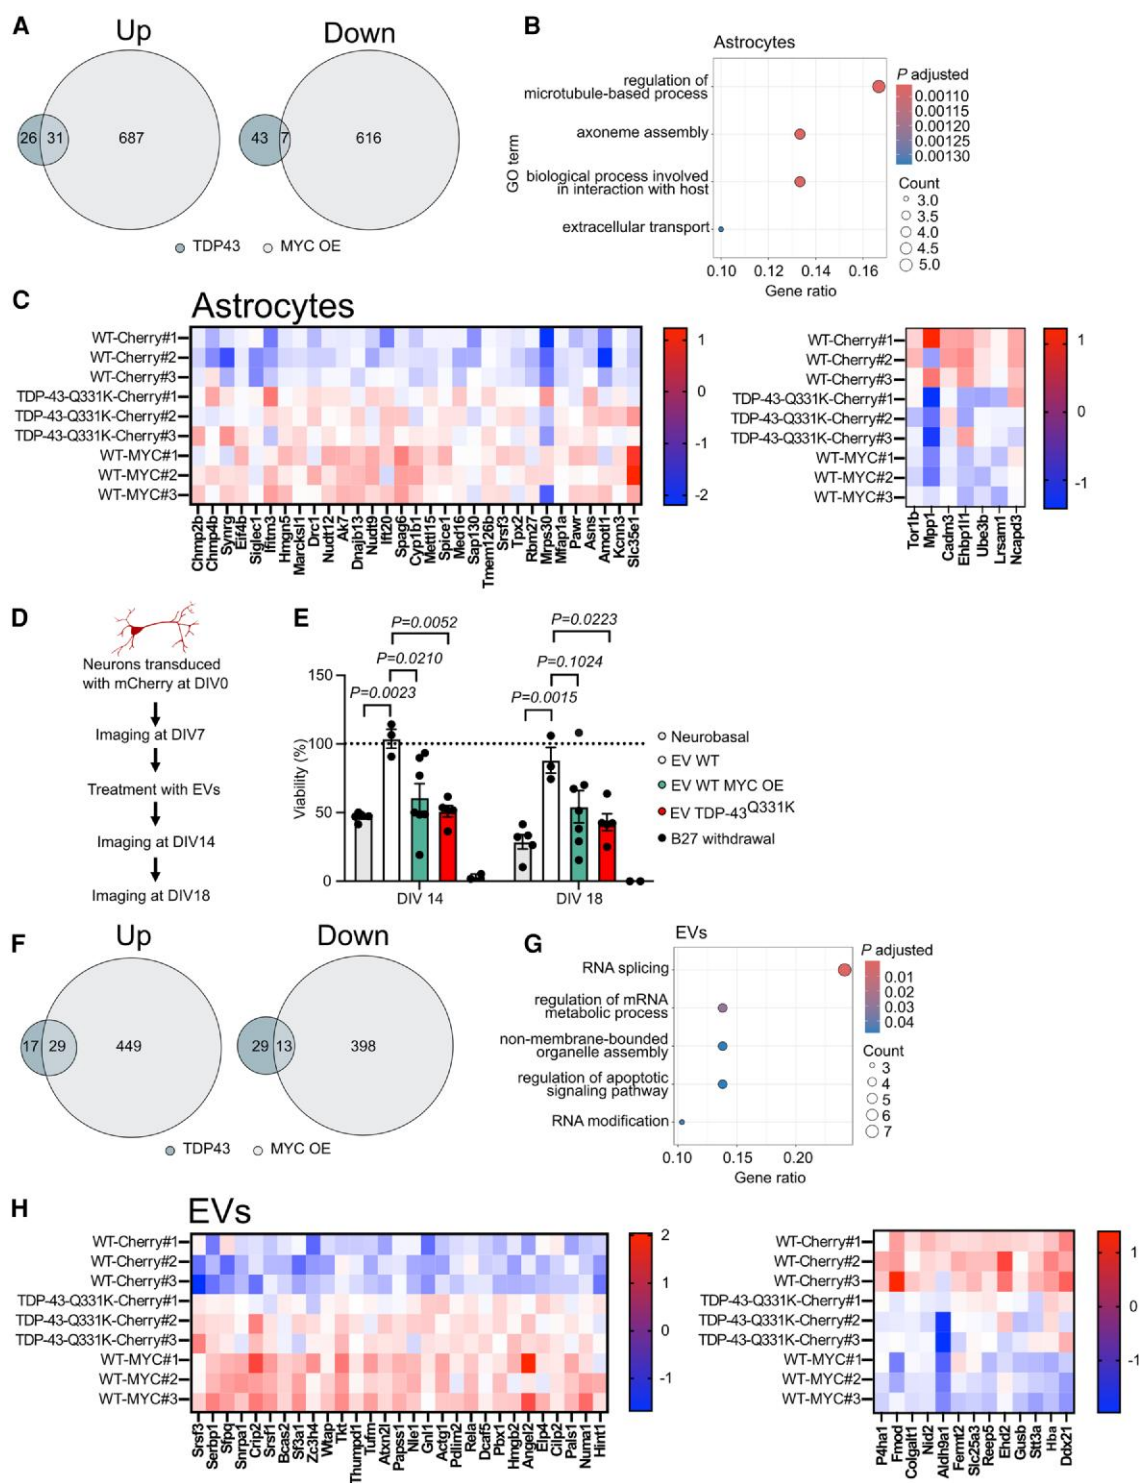 A
Up
Down
26
31
687
43
7
616
TDP43
MYC OE
B
Astrocytes
GO term
regulation of
microtubule-based process
axoneme assembly
biological process involved
in interaction with host
extracellular transport
0.10
0.12
0.14
0.16
Gene ratio
P adjusted
0.00110
0.00115
0.00120
0.00125
0.00130
Count
3.0
3.5
4.0
4.5
5.0
C
Astrocytes
WT-Cherry#1
WT-Cherry#2
WT-Cherry#3
TDP-43-Q331K-Cherry#1
TDP-43-Q331K-Cherry#2
TDP-43-Q331K-Cherry#3
WT-MYC#1
WT-MYC#2
WT-MYC#3
Chmp2b
Chmp4b
Synrg
Eif4b
Siglec1
Ifitm3
Hmgn5
Marcksl1
Drc1
Nudt12
Ak7
Dnajb13
Nudt9
Ift20
Spag6
Cyp1b1
Mettl15
Spice1
Med16
Sap130
Tmem126b
Srsf3
Tpx2
Rbm27
Mrps30
Mfap1a
Pawr
Asns
Amotl1
Kcnn3
Slc35e1
1
0
-1
-2
WT-Cherry#1
WT-Cherry#2
WT-Cherry#3
TDP-43-Q331K-Cherry#1
TDP-43-Q331K-Cherry#2
TDP-43-Q331K-Cherry#3
WT-MYC#1
WT-MYC#2
WT-MYC#3
Tor1b
Mpp1
Cadm3
Ehbp1l1
Ube3b
Lrsam1
Ncapd3
1
0
-1
D
Neurons transduced
with mCherry at DIV0
Imaging at DIV7
Treatment with EVs
Imaging at DIV14
Imaging at DIV18
E
P=0.0052
P=0.0210
P=0.0023
P=0.0223
P=0.1024
P=0.0015
Viability (%)
150
100
50
0
DIV 14
DIV 18
Neurobasal
EV WT
EV WT MYC OE
EV TDP-43Q331K
B27 withdrawal
F
Up
Down
17
29
449
29
13
398
TDP43
MYC OE
G
EVs
RNA splicing
regulation of mRNA
metabolic process
non-membrane-bounded
organelle assembly
regulation of apoptotic
signaling pathway
RNA modification
0.10
0.15
0.20
Gene ratio
P adjusted
0.01
0.02
0.03
0.04
Count
3
4
5
6
7
H
EVs
WT-Cherry#1
WT-Cherry#2
WT-Cherry#3
TDP-43-Q331K-Cherry#1
TDP-43-Q331K-Cherry#2
TDP-43-Q331K-Cherry#3
WT-MYC#1
WT-MYC#2
WT-MYC#3
Srsf3
Serbp1
Sfpq
Snrpa1
Crip2
Srsf1
Bcas2
Sf3a1
Zc3h4
Wtap
Tkt
Thumpd1
Tufm
Atxn2l
Papss1
Nle1
Gnl1
Actg1
Pdlim2
Rela
Dcaf5
Pbx1
Hmgb2
Angel2
Elp4
Cilp2
Pals1
Numa1
Hint1
2
1
0
-1
WT-Cherry#1
WT-Cherry#2
WT-Cherry#3
TDP-43-Q331K-Cherry#1
TDP-43-Q331K-Cherry#2
TDP-43-Q331K-Cherry#3
WT-MYC#1
WT-MYC#2
WT-MYC#3
P4ha1
Fmod
Colgalt1
Nid2
Aldh9a1
Fermt2
Slc25a3
Reep5
Ehd2
Gusb
Stt3a
Hba
Ddx21
1
0
-1